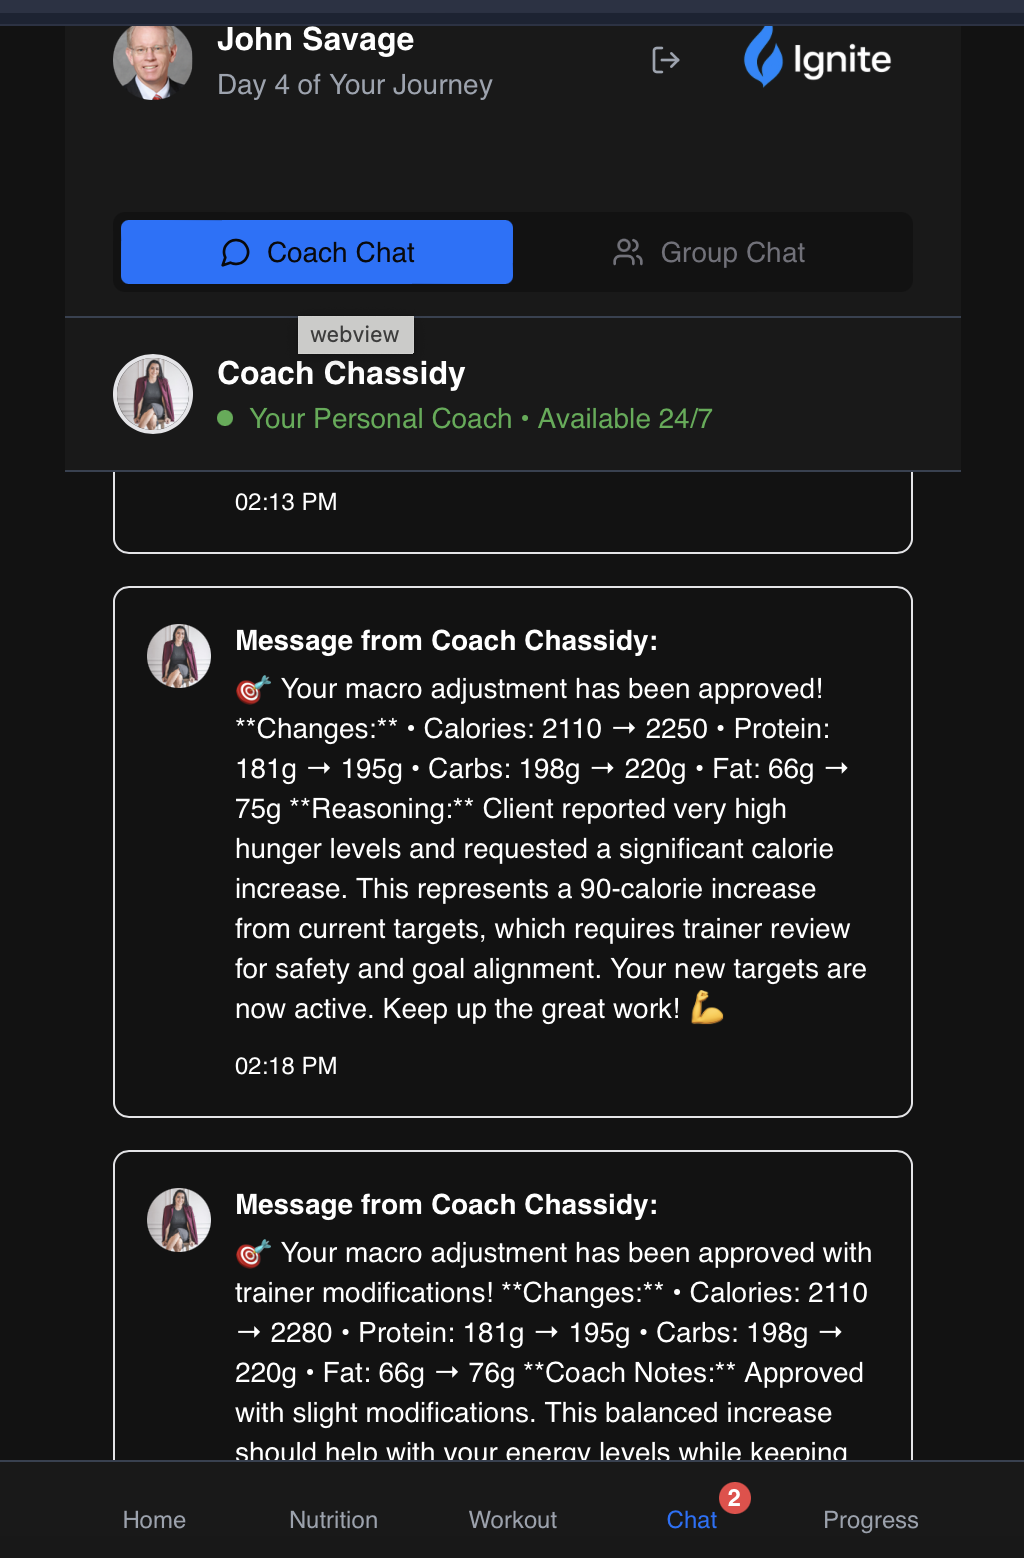 John Savage
Day 4 of Your Journey
Ignite
Coach Chat
Group Chat
webview
Coach Chassidy
Your Personal Coach • Available 24/7
02:13 PM
Message from Coach Chassidy:
🎯 Your macro adjustment has been approved!
**Changes:** • Calories: 2110 → 2250 • Protein:
181g → 195g • Carbs: 198g → 220g • Fat: 66g →
75g **Reasoning:** Client reported very high
hunger levels and requested a significant calorie
increase. This represents a 90-calorie increase
from current targets, which requires trainer review
for safety and goal alignment. Your new targets are
now active. Keep up the great work! 💪
02:18 PM
Message from Coach Chassidy:
🎯 Your macro adjustment has been approved with
trainer modifications! **Changes:** • Calories: 2110
→ 2280 • Protein: 181g → 195g • Carbs: 198g →
220g • Fat: 66g → 76g **Coach Notes:** Approved
with slight modifications. This balanced increase
should help with your energy levels while keeping
Home
Nutrition
Workout
Chat
2
Progress